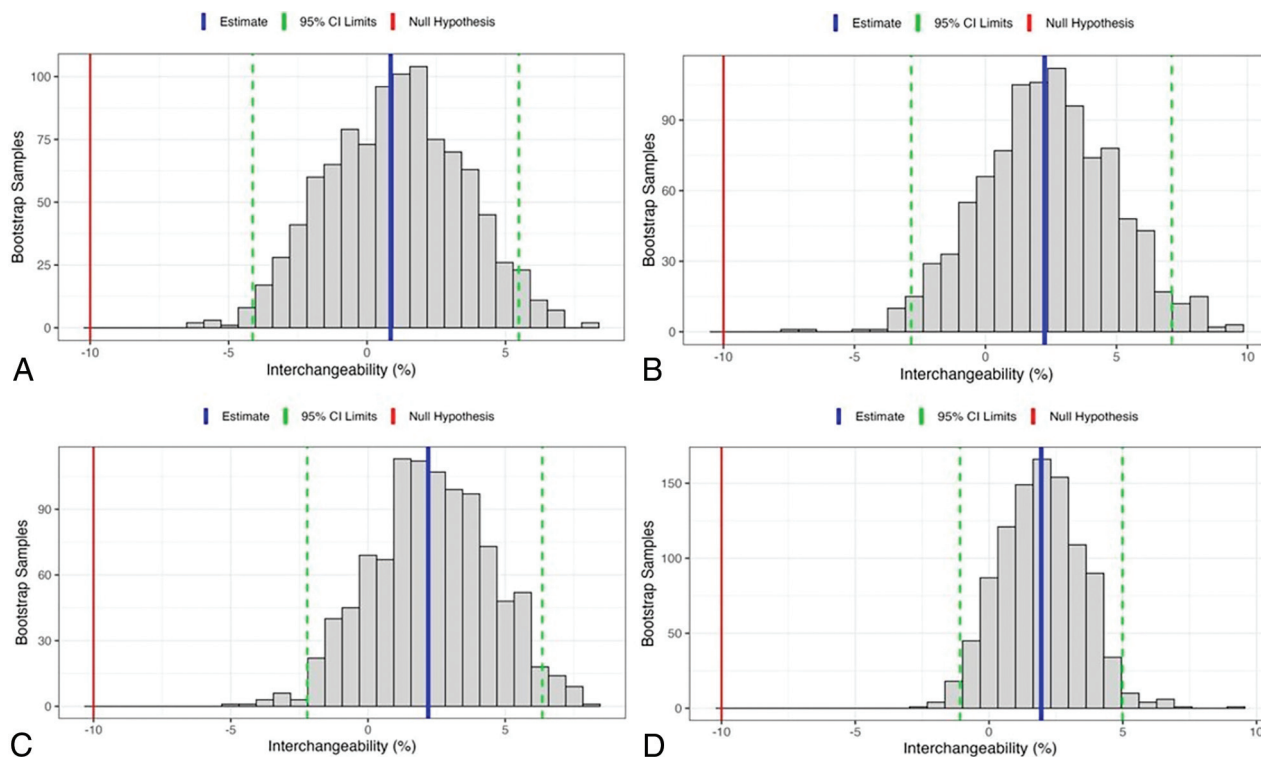 Estimate 95% CI Limits Null Hypothesis
100
75
50
25
0
Bootstrap Samples
-10 -5 0 5
Interchangeability (%)
A
Estimate 95% CI Limits Null Hypothesis
90
60
30
0
Bootstrap Samples
-10 -5 0 5 10
Interchangeability (%)
B
Estimate 95% CI Limits Null Hypothesis
90
60
30
0
Bootstrap Samples
-10 -5 0 5
Interchangeability (%)
C
Estimate 95% CI Limits Null Hypothesis
150
100
50
0
Bootstrap Samples
-10 -5 0 5 10
Interchangeability (%)
D